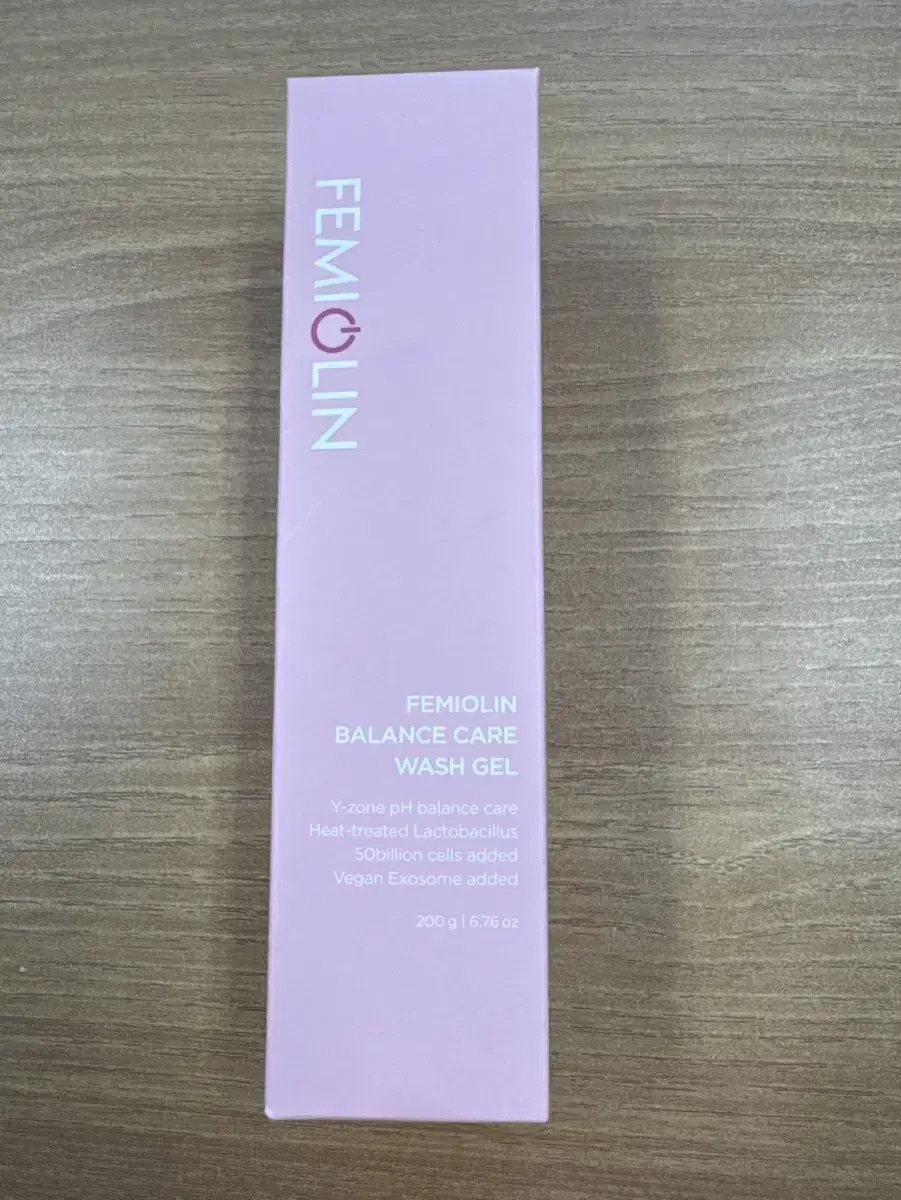 FEMIOLIN
FEMIOLIN
BALANCE CARE
WASH GEL
Y-zone pH balance care
Heat-treated Lactobacillus
50billion cells added
Vegan Exosome added
200 g | 6.76 oz